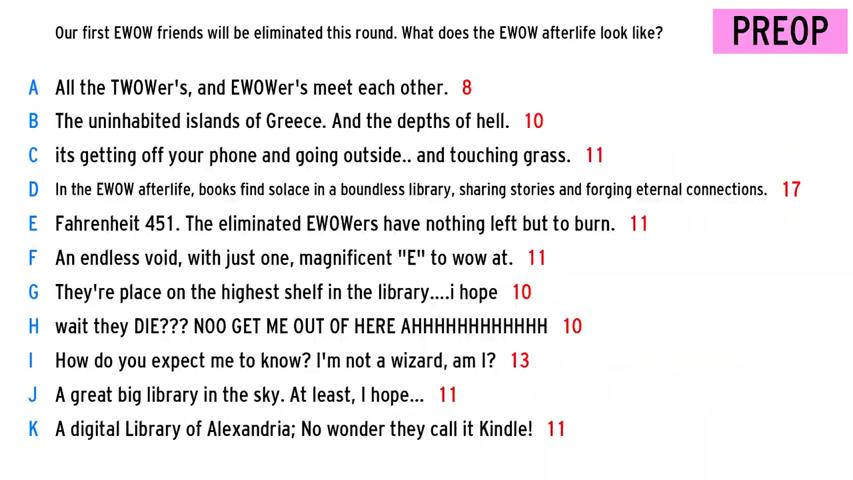 Our first EWOW friends will be eliminated this round. What does the EWOW afterlife look like?
PREOP
A All the TWOWer's, and EWOWer's meet each other. 8
B The uninhabited islands of Greece. And the depths of hell. 10
C its getting off your phone and going outside.. and touching grass. 11
D In the EWOW afterlife, books find solace in a boundless library, sharing stories and forging eternal connections. 17
E Fahrenheit 451. The eliminated EWOWers have nothing left but to burn. 11
F An endless void, with just one, magnificent "E" to wow at. 11
G They're place on the highest shelf in the library....i hope 10
H wait they DIE??? NOO GET ME OUT OF HERE AHHHHHHHHHHHH 10
I How do you expect me to know? I'm not a wizard, am I? 13
J A great big library in the sky. At least, I hope... 11
K A digital Library of Alexandria; No wonder they call it Kindle! 11